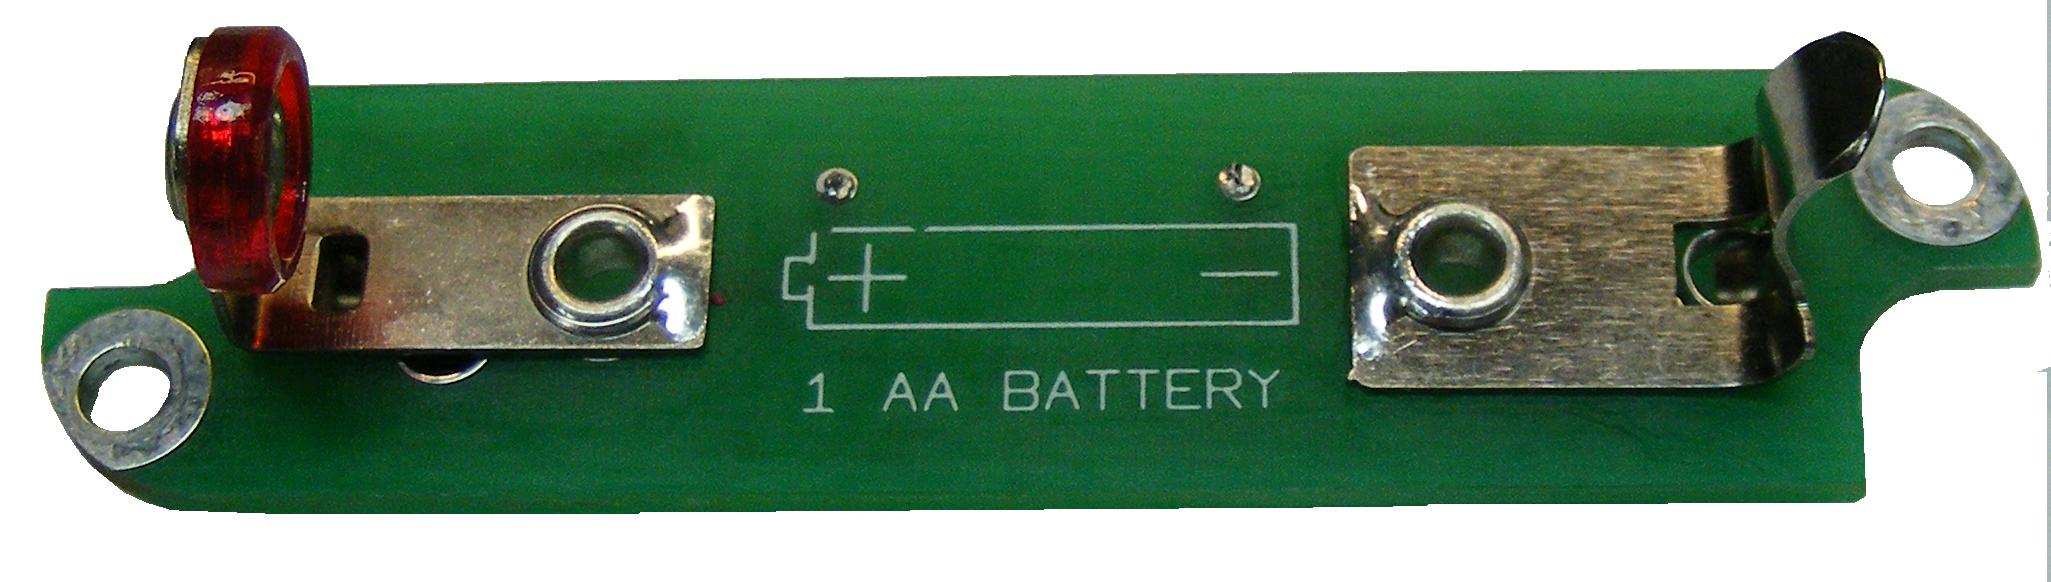 + −
1 AA BATTERY